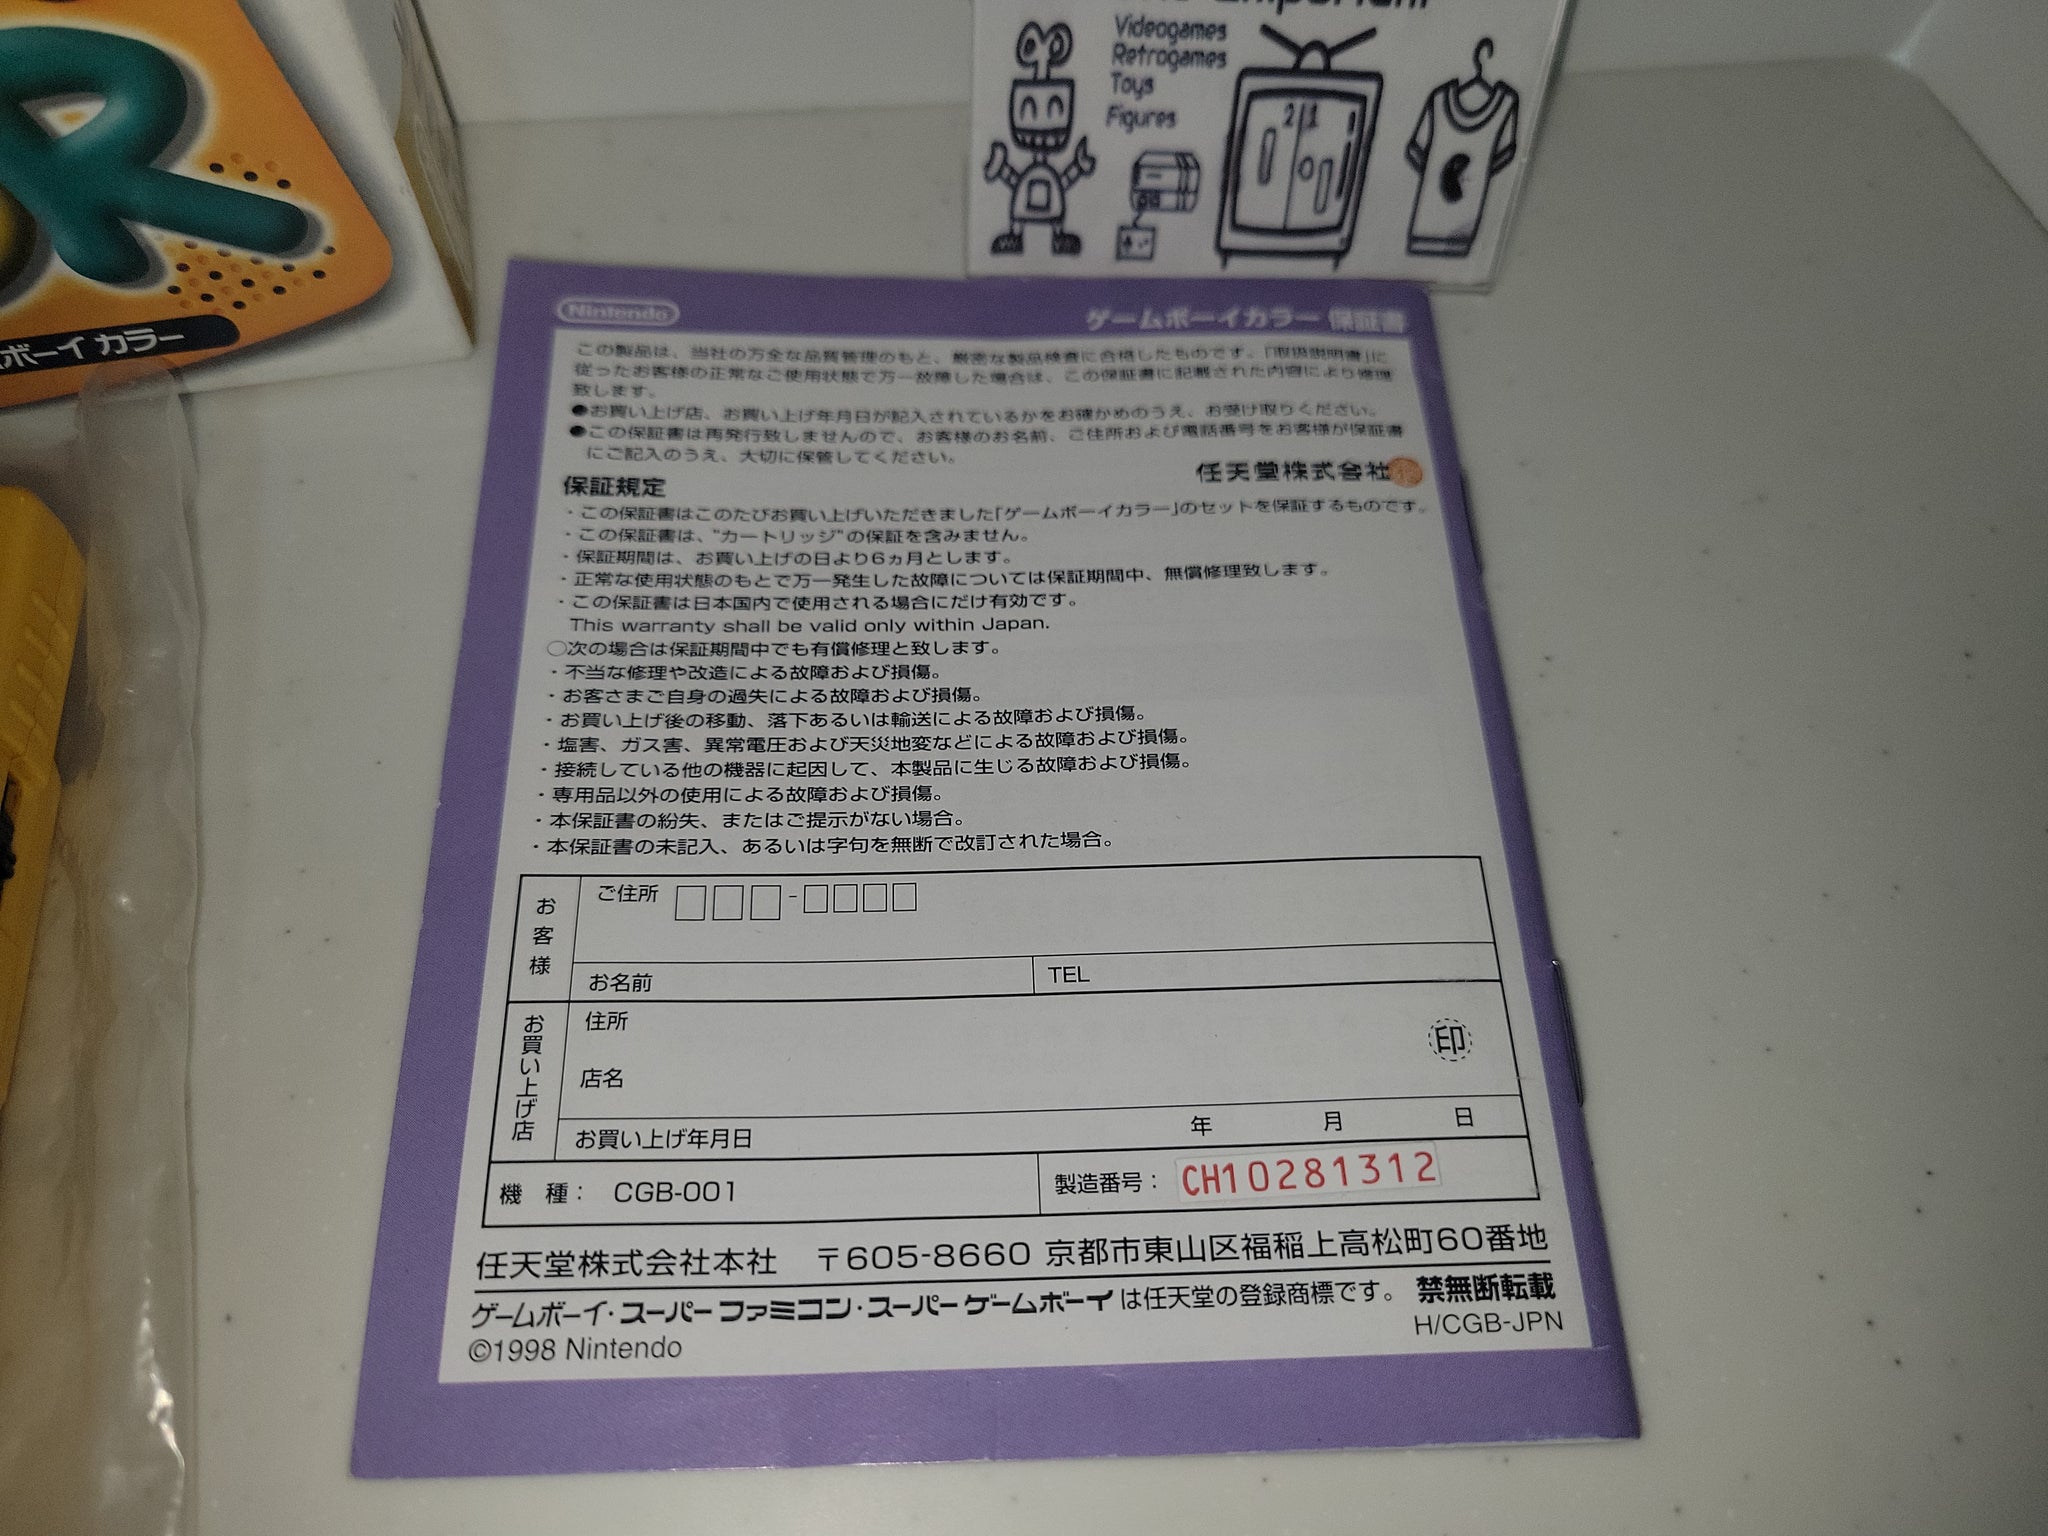 Videogames
Retrogames
Toys
Figures
21
ボーイ カラー
Nintendo
ゲームボーイカラー 保証書
この製品は、当社の万全な品質管理のもと、厳密な製品検査に合格したものです。「取扱説明書」に
従ったお客様の正常なご使用状態で万一故障した場合は、この保証書に記載された内容により修理
致します。
●お買い上げ店、お買い上げ年月日が記入されているかをお確かめのうえ、お受け取りください。
●この保証書は再発行致しませんので、お客様のお名前、ご住所および電話番号をお客様が保証書
にご記入のうえ、大切に保管してください。
任天堂株式会社
保証規定
・この保証書はこのたびお買い上げいただきました「ゲームボーイカラー」のセットを保証するものです。
・この保証書は、“カートリッジ”の保証を含みません。
・保証期間は、お買い上げの日より6ヵ月とします。
・正常な使用状態のもとで万一発生した故障については保証期間中、無償修理致します。
・この保証書は日本国内で使用される場合にだけ有効です。
This warranty shall be valid only within Japan.
○次の場合は保証期間中でも有償修理と致します。
・不当な修理や改造による故障および損傷。
・お客さまご自身の過失による故障および損傷。
・お買い上げ後の移動、落下あるいは輸送による故障および損傷。
・塩害、ガス害、異常電圧および天災地変などによる故障および損傷。
・接続している他の機器に起因して、本製品に生じる故障および損傷。
・専用品以外の使用による故障および損傷。
・本保証書の紛失、またはご提示がない場合。
・本保証書の未記入、あるいは字句を無断で改訂された場合。
お客様
ご住所 □□□-□□□□
お名前 TEL
お買い上げ店
住所
印
店名
お買い上げ年月日 年 月 日
機 種： CGB-001 製造番号： CH10281312
任天堂株式会社本社 〒605-8660 京都市東山区福稲上高松町60番地
ゲームボーイ・スーパーファミコン・スーパーゲームボーイは任天堂の登録商標です。 禁無断転載
©1998 Nintendo H/CGB-JPN